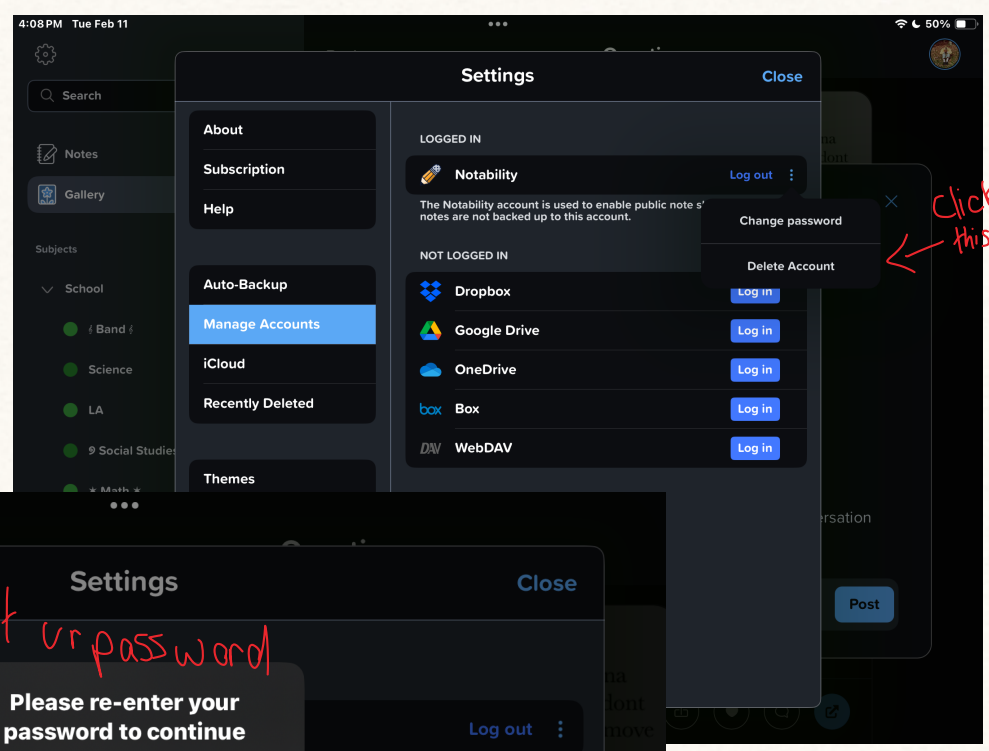 4:08 PM Tue Feb 11
50%
Settings
Close
Search
Notes
Gallery
Subjects
School
Band
Science
LA
୨ Social Studies
★ Math ★
About
Subscription
Help
Auto-Backup
Manage Accounts
iCloud
Recently Deleted
Themes
LOGGED IN
Notability
Log out
The Notability account is used to enable public note
notes are not backed up to this account.
Change password
Delete Account
click
this
NOT LOGGED IN
Dropbox
Log in
Google Drive
Log in
OneDrive
Log in
box Box
Log in
DAV WebDAV
Log in
Post
Settings
Close
ur password
Please re-enter your
password to continue
Log out